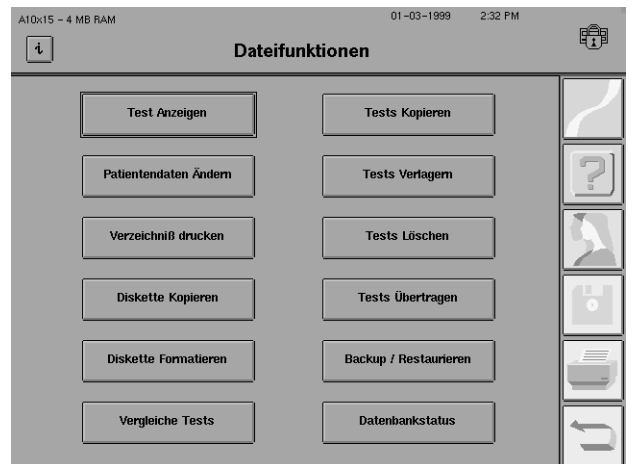 A10x15 – 4 MB RAM
01–03–1999 2:32 PM
i
Dateifunktionen
Test Anzeigen
Tests Kopieren
Patientendaten Ändern
Tests Verlagern
Verzeichniß drucken
Tests Löschen
Diskette Kopieren
Tests Übertragen
Diskette Formatieren
Backup / Restaurieren
Vergleiche Tests
Datenbankstatus
?